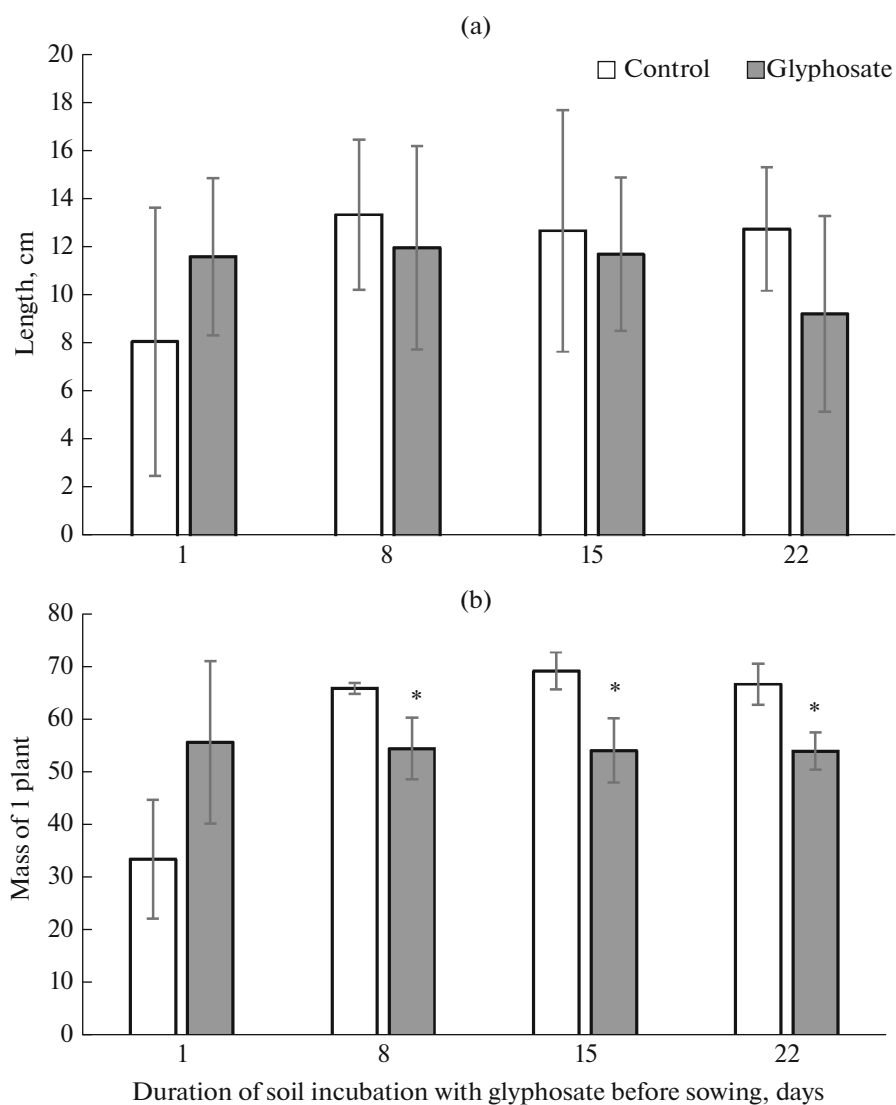 (a)
20
18
16
14
12
10
8
6
4
2
0
Length, cm
Control Glyphosate
1 8 15 22
(b)
80
70
60
50
40
30
20
10
0
Mass of 1 plant
* * *
1 8 15 22
Duration of soil incubation with glyphosate before sowing, days